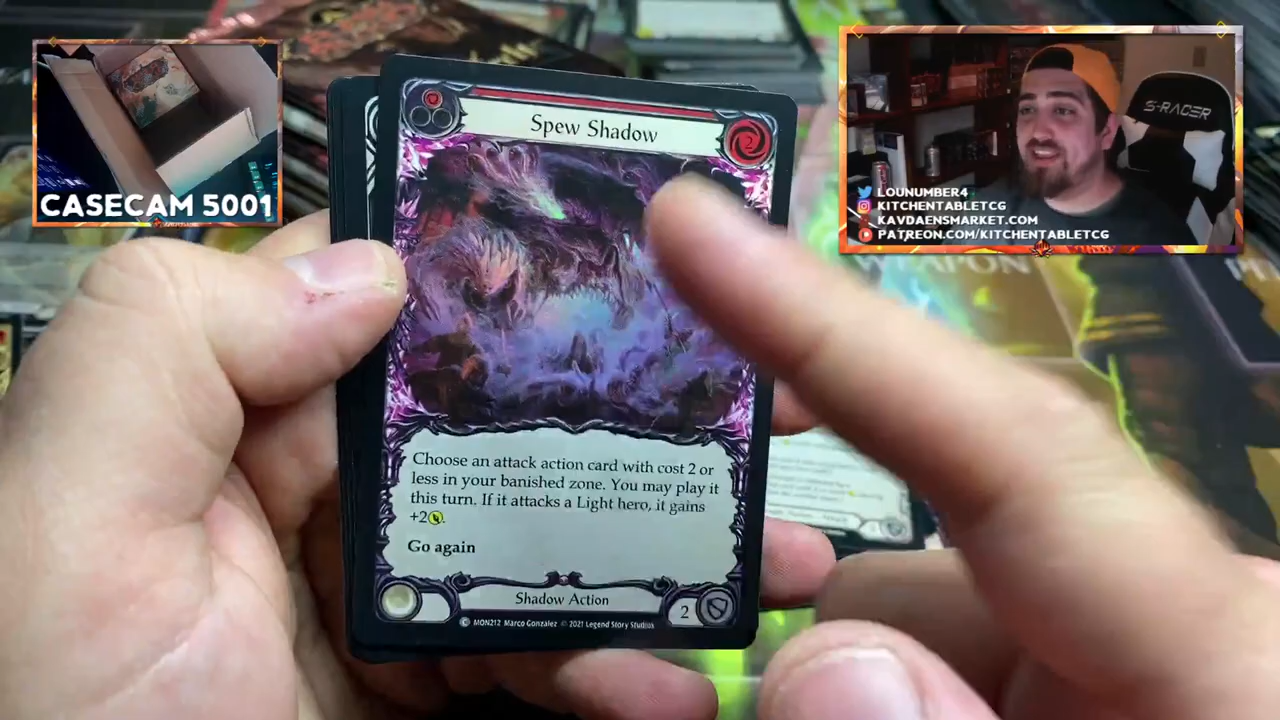 CASECAM 5001
S-RACER
LOUNUMBER4
KITCHENTABLETCG
KAVDAENSMARKET.COM
PATREON.COM/KITCHENTABLETCG
WEAPON
Spew Shadow
2
Choose an attack action card with cost 2 or
less in your banished zone. You may play it
this turn. If it attacks a Light hero, it gains
+2
Go again
Shadow Action
2
C MON212 Marco Gonzalez © 2021 Legend Story Studios